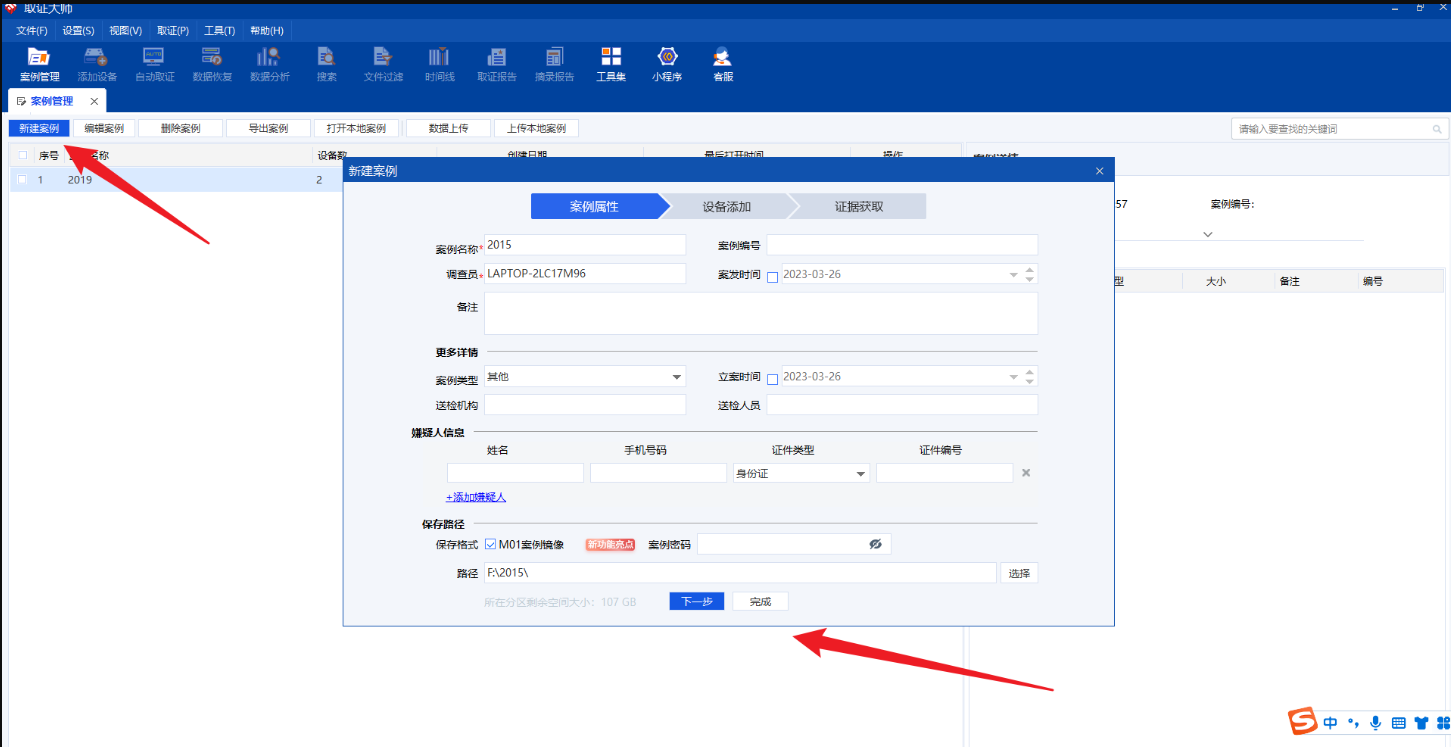 取证大师
文件(F) 设置(S) 视图(V) 取证(P) 工具(T) 帮助(H)
案例管理 添加设备 自动取证 数据恢复 数据分析 搜索 文件过滤 时间线 取证报告 摘录报告 工具集 小程序 客服
案例管理
新建案例 编辑案例 删除案例 导出案例 打开本地案例 数据上传 上传本地案例 请输入要查找的关键词
序号 名称 设备数 创建日期 最后打开时间 操作 案例详情
1 2019 2
新建案例
案例属性 设备添加 证据获取
57 案例编号:
案例名称* 2015 案例编号
调查员* LAPTOP-2LC17M96 案发时间 2023-03-26
型 大小 备注 编号
备注
更多详情
案例类型 其他 立案时间 2023-03-26
送检机构 送检人员
嫌疑人信息
姓名 手机号码 证件类型 证件编号
身份证
+添加嫌疑人
保存路径
保存格式 M01案例镜像 新功能亮点 案例密码
路径 F:\2015\ 选择
所在分区剩余空间大小: 107 GB 下一步 完成
S 中